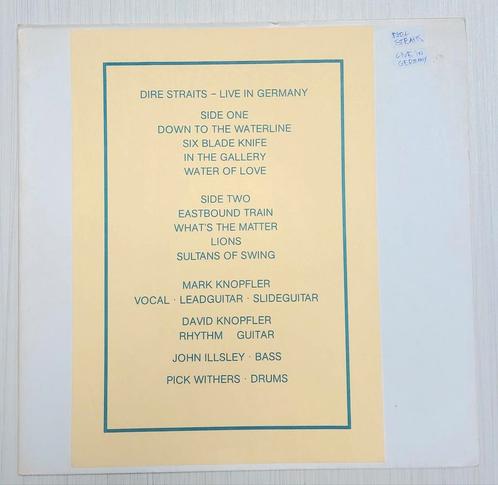 DIRE STRAITS – LIVE IN GERMANY
SIDE ONE
DOWN TO THE WATERLINE
SIX BLADE KNIFE
IN THE GALLERY
WATER OF LOVE
SIDE TWO
EASTBOUND TRAIN
WHAT'S THE MATTER
LIONS
SULTANS OF SWING
MARK KNOPFLER
VOCAL · LEADGUITAR · SLIDEGUITAR
DAVID KNOPFLER
RHYTHM GUITAR
JOHN ILLSLEY · BASS
PICK WITHERS · DRUMS
STRAITS
LIVE IN
GERMANY